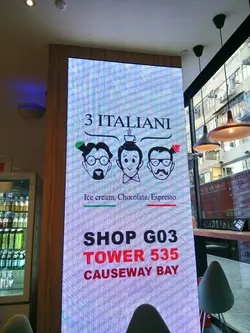 3 ITALIANI
Ice cream, Chocolate, Espresso
SHOP G03
TOWER 535
CAUSEWAY BAY